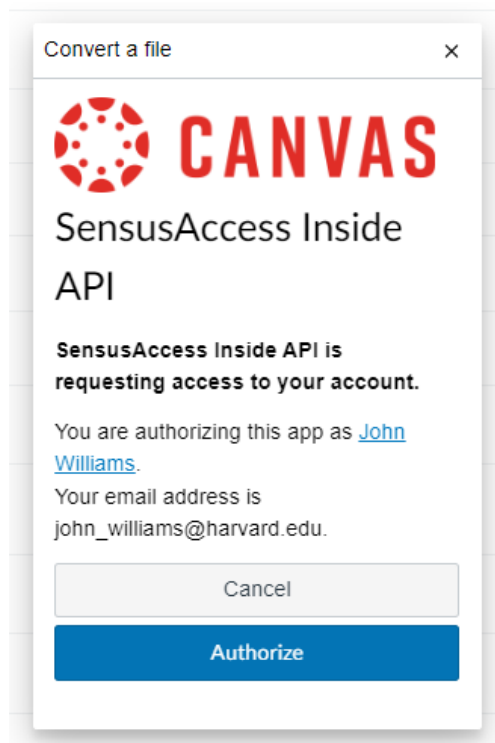 Convert a file ×
CANVAS
SensusAccess Inside
API
SensusAccess Inside API is
requesting access to your account.
You are authorizing this app as John
Williams.
Your email address is
john_williams@harvard.edu.
Cancel
Authorize